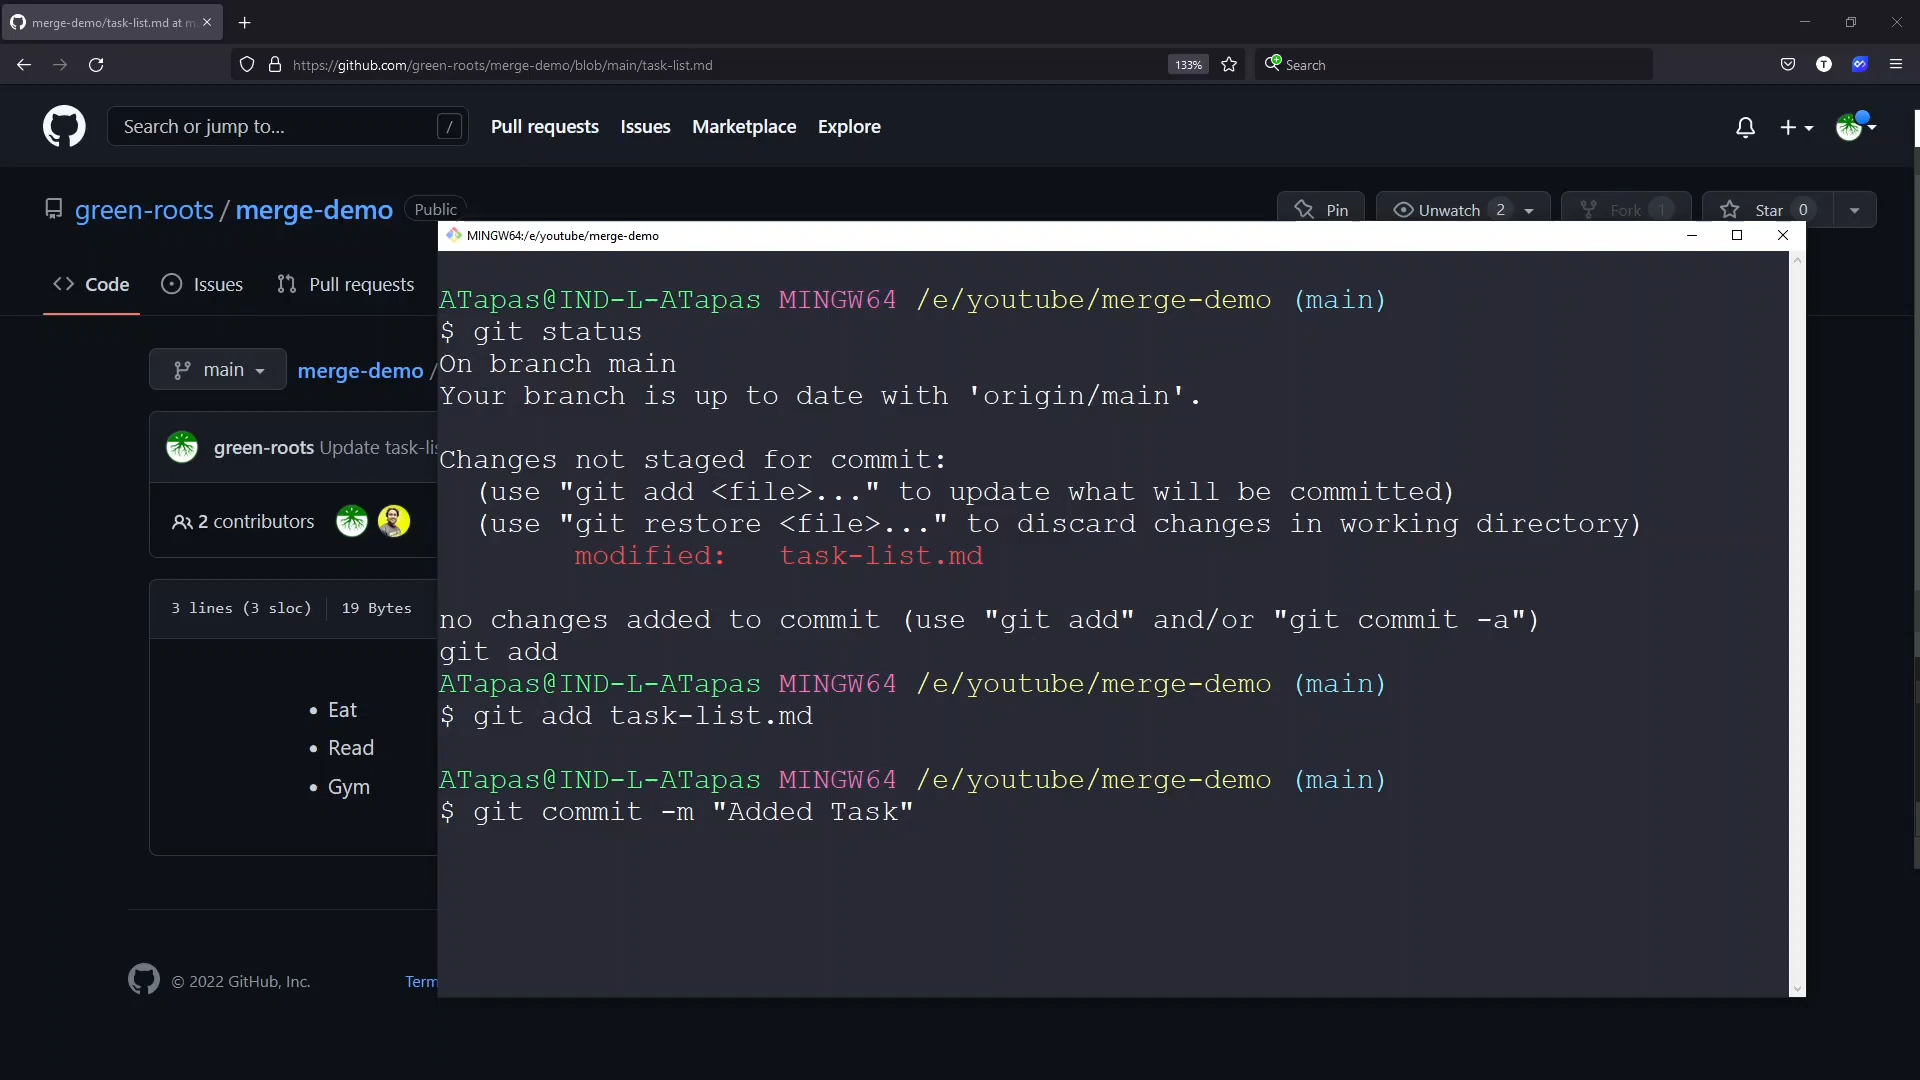 merge-demo/task-list.md at m
https://github.com/green-roots/merge-demo/blob/main/task-list.md
133%
Search
T
Search or jump to...
/
Pull requests
Issues
Marketplace
Explore
green-roots / merge-demo
Public
Pin
Unwatch 2
Fork 1
Star 0
Code
Issues
Pull requests
main
merge-demo /
green-roots Update task-lis
2 contributors
3 lines (3 sloc)
19 Bytes
• Eat
• Read
• Gym
© 2022 GitHub, Inc.
Term
MINGW64:/e/youtube/merge-demo
ATapas@IND-L-ATapas MINGW64 /e/youtube/merge-demo (main)
$ git status
On branch main
Your branch is up to date with 'origin/main'.
Changes not staged for commit:
(use "git add <file>..." to update what will be committed)
(use "git restore <file>..." to discard changes in working directory)
modified: task-list.md
no changes added to commit (use "git add" and/or "git commit -a")
git add
ATapas@IND-L-ATapas MINGW64 /e/youtube/merge-demo (main)
$ git add task-list.md
ATapas@IND-L-ATapas MINGW64 /e/youtube/merge-demo (main)
$ git commit -m "Added Task"